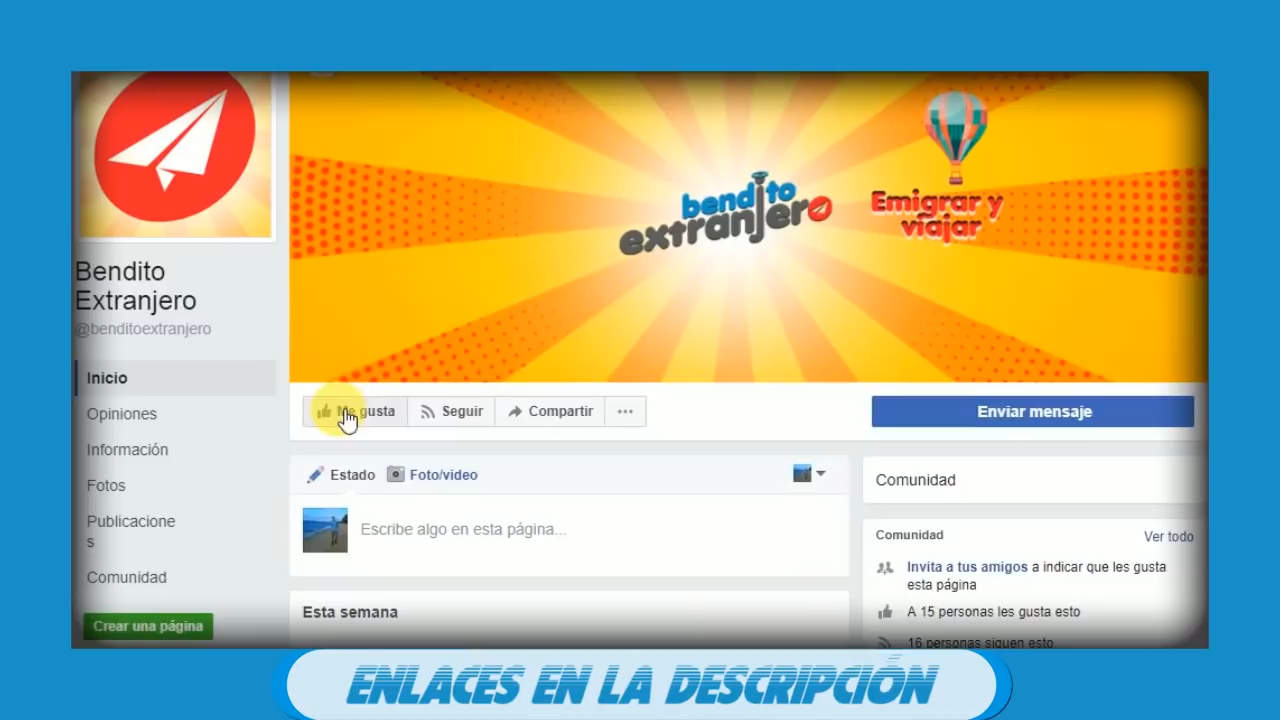 bendito
extranjero
Emigrar y
viajar
Bendito
Extranjero
@benditoextranjero
Inicio
Opiniones
Información
Fotos
Publicacione
s
Comunidad
Crear una página
Me gusta
Seguir
Compartir
Enviar mensaje
Estado
Foto/video
Escribe algo en esta página...
Esta semana
Comunidad
Comunidad
Ver todo
Invita a tus amigos a indicar que les gusta
esta página
A 15 personas les gusta esto
16 personas siguen esto
ENLACES EN LA DESCRIPCIÓN